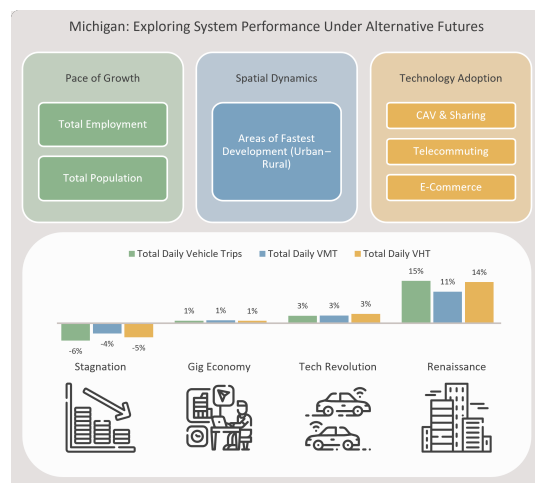 Michigan: Exploring System Performance Under Alternative Futures
Pace of Growth
Total Employment
Total Population
Spatial Dynamics
Areas of Fastest
Development (Urban–
Rural)
Technology Adoption
CAV & Sharing
Telecommuting
E-Commerce
Total Daily Vehicle Trips Total Daily VMT Total Daily VHT
-6% -4% -5%
1% 1% 1%
3% 3% 3%
15% 11% 14%
Stagnation Gig Economy Tech Revolution Renaissance